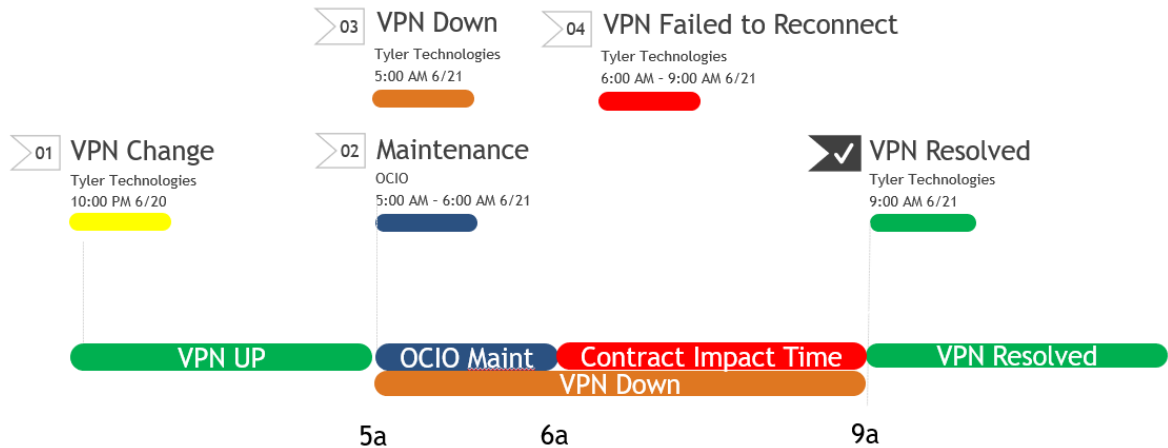 03
VPN Down
Tyler Technologies
5:00 AM 6/21
04
VPN Failed to Reconnect
Tyler Technologies
6:00 AM – 9:00 AM 6/21
01
VPN Change
Tyler Technologies
10:00 PM 6/20
02
Maintenance
OCIO
5:00 AM – 6:00 AM 6/21
VPN Resolved
Tyler Technologies
9:00 AM 6/21
VPN UP
OCIO Maint
Contract Impact Time
VPN Resolved
VPN Down
5a
6a
9a